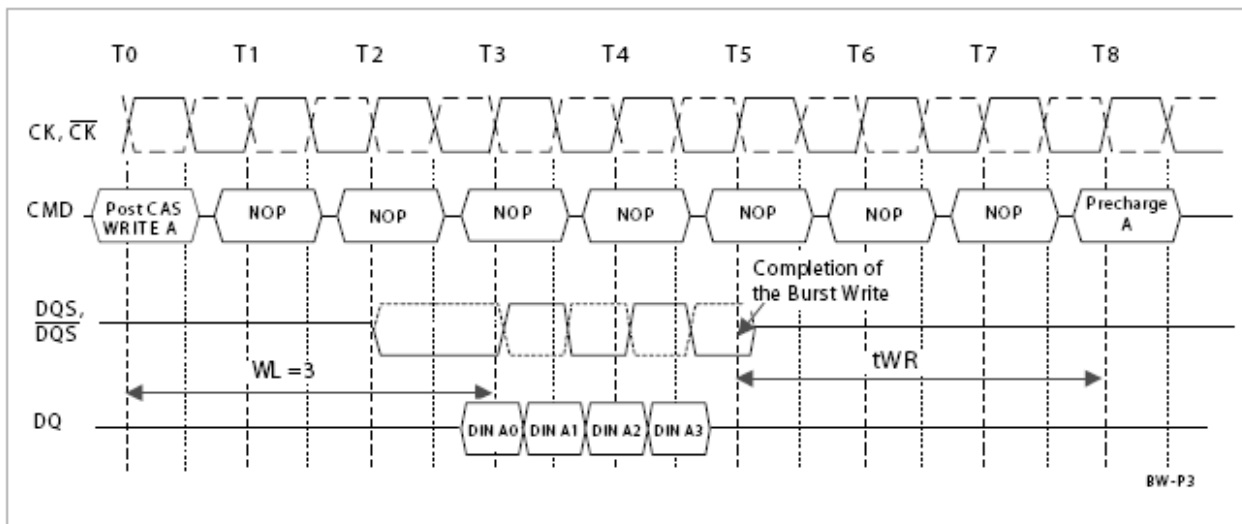 T0 T1 T2 T3 T4 T5 T6 T7 T8
CK, CK
CMD
Post CAS
WRITE A
NOP NOP NOP NOP NOP NOP NOP
Precharge
A
Completion of
the Burst Write
DQS,
DQS
WL = 3
tWR
DQ
DIN A0 DIN A1 DIN A2 DIN A3
BW-P3